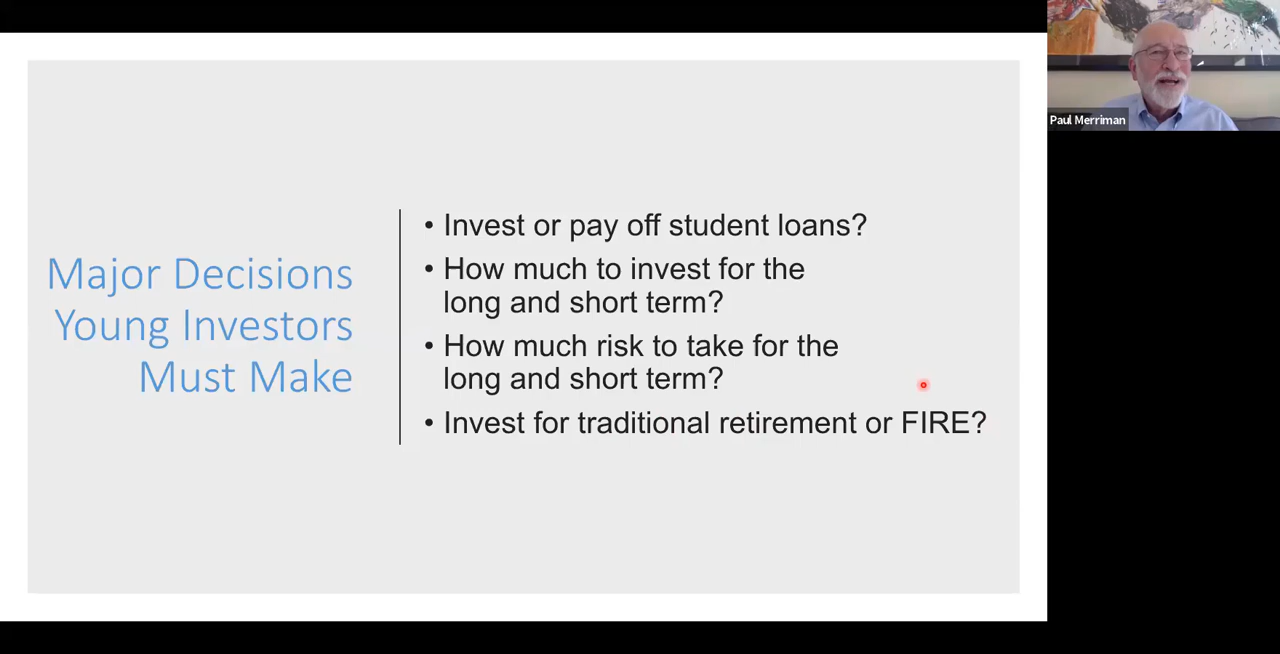 Major Decisions
Young Investors
Must Make
• Invest or pay off student loans?
• How much to invest for the
long and short term?
• How much risk to take for the
long and short term?
• Invest for traditional retirement or FIRE?
Paul Merriman